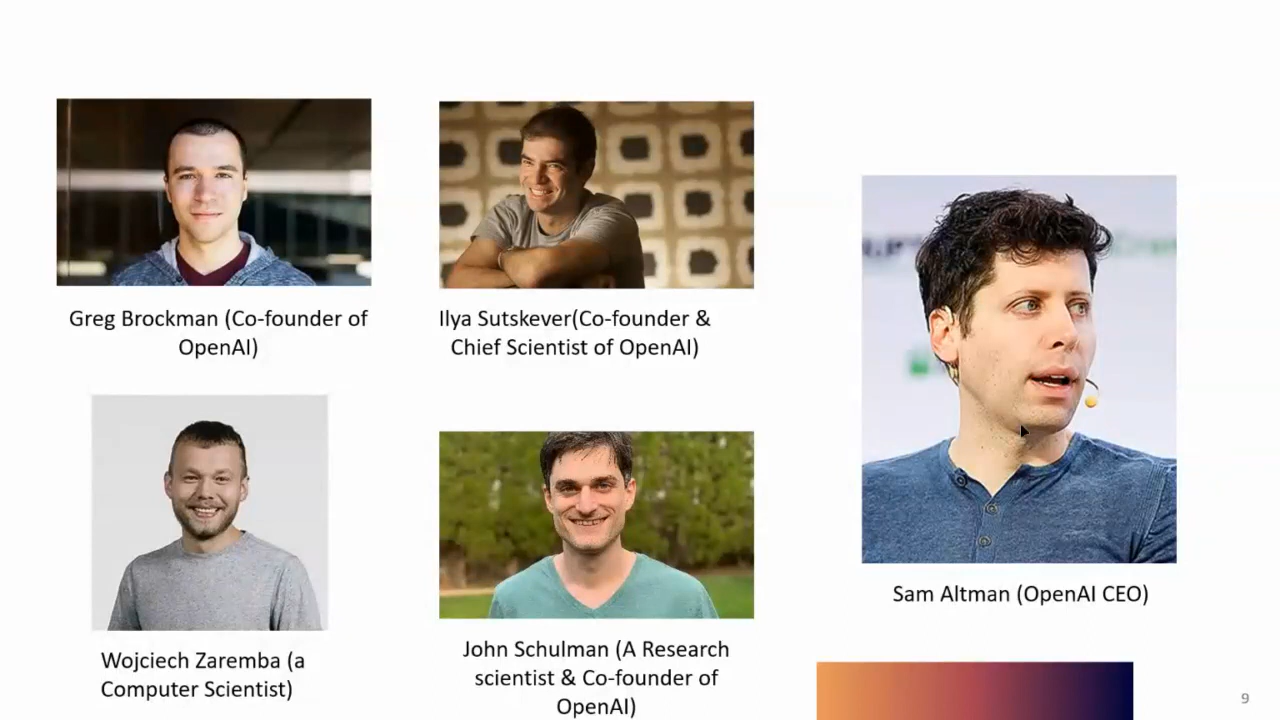 Greg Brockman (Co-founder of
OpenAI)
Ilya Sutskever(Co-founder &
Chief Scientist of OpenAI)
Wojciech Zaremba (a
Computer Scientist)
John Schulman (A Research
scientist & Co-founder of
OpenAI)
Sam Altman (OpenAI CEO)
9